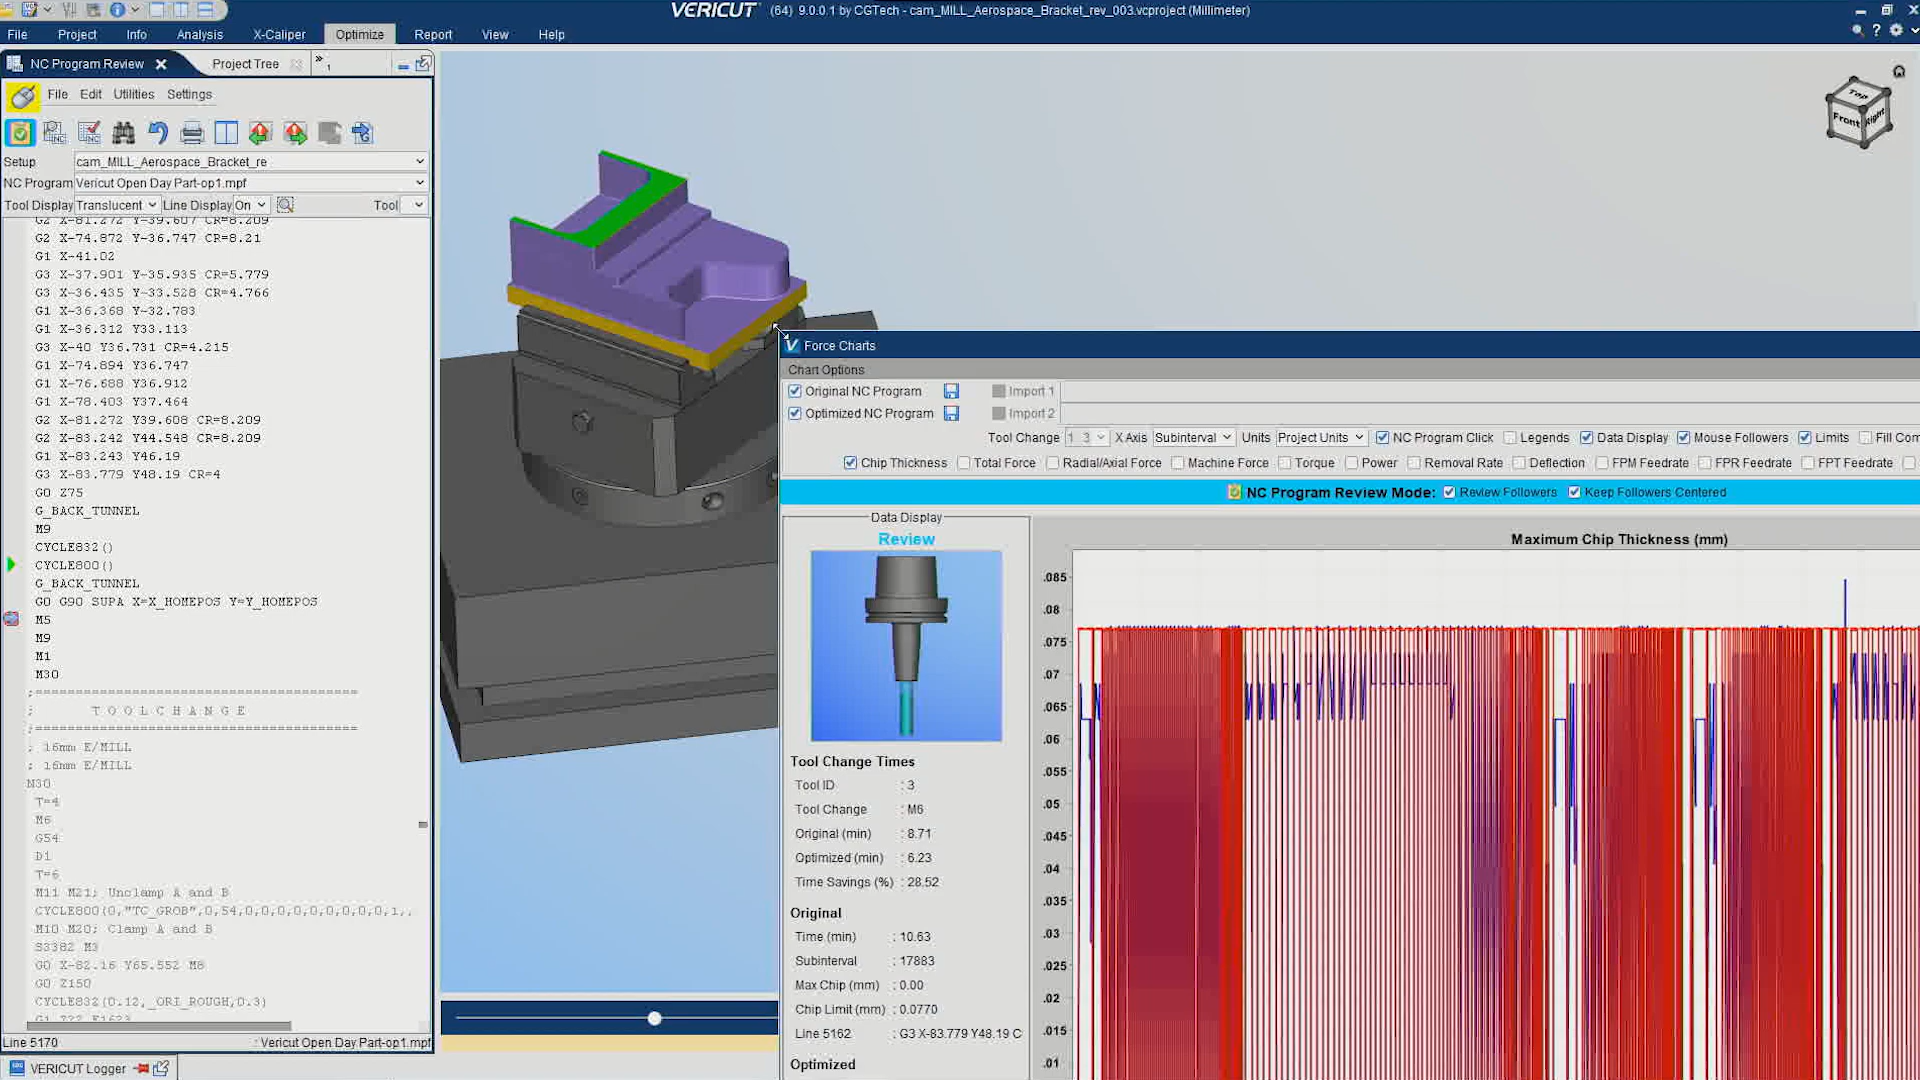 VERICUT (64) 9.0.0.1 by CGTech - cam_MILL_Aerospace_Bracket_rev_003.vcproject (Millimeter)
File Project Info Analysis X-Caliper Optimize Report View Help
NC Program Review Project Tree
File Edit Utilities Settings
Setup cam_MILL_Aerospace_Bracket_re
NC Program Vericut Open Day Part-op1.mpf
Tool Display Translucent Line Display On Tool
G2 X-81.272 Y-39.607 CR=8.209
G2 X-74.872 Y-36.747 CR=8.21
G1 X-41.02
G3 X-37.901 Y-35.935 CR=5.779
G3 X-36.435 Y-33.528 CR=4.766
G1 X-36.368 Y-32.783
G1 X-36.312 Y33.113
G3 X-40 Y36.731 CR=4.215
G1 X-74.894 Y36.747
G1 X-76.688 Y36.912
G1 X-78.403 Y37.464
G2 X-81.272 Y39.608 CR=8.209
G2 X-83.242 Y44.548 CR=8.209
G1 X-83.243 Y46.19
G3 X-83.779 Y48.19 CR=4
G0 Z75
G_BACK_TUNNEL
M9
CYCLE832()
CYCLE800()
G_BACK_TUNNEL
G0 G90 SUPA X=X_HOMEPOS Y=Y_HOMEPOS
M5
M9
M1
M30
;==============================================
; T O O L C H A N G E
;==============================================
; 16mm E/MILL
; 16mm E/MILL
N30
T=4
M6
G54
D1
T=6
M11 M21; Unclamp A and B
CYCLE800(0,"TC_GROB",0,54,0,0,0,0,0,0,0,0,0,1,,
M10 M20; Clamp A and B
S3382 M3
G0 X-82.16 Y65.552 M8
G0 Z150
CYCLE832(0.12,_ORI_ROUGH,0.3)
Line 5170 : Vericut Open Day Part-op1.mpf
VERICUT Logger
Top
Front Right
Force Charts
Chart Options
Original NC Program Import 1
Optimized NC Program Import 2
Tool Change 1 3 X Axis Subinterval Units Project Units NC Program Click Legends Data Display Mouse Followers Limits Fill Com
Chip Thickness Total Force Radial/Axial Force Machine Force Torque Power Removal Rate Deflection FPM Feedrate FPR Feedrate FPT Feedrate
NC Program Review Mode: Review Followers Keep Followers Centered
Data Display
Review
Tool Change Times
Tool ID : 3
Tool Change : M6
Original (min) : 8.71
Optimized (min) : 6.23
Time Savings (%) : 28.52
Original
Time (min) : 10.63
Subinterval : 17883
Max Chip (mm) : 0.00
Chip Limit (mm) : 0.0770
Line 5162 : G3 X-83.779 Y48.19 C
Optimized
Maximum Chip Thickness (mm)
.085
.08
.075
.07
.065
.06
.055
.05
.045
.04
.035
.03
.025
.02
.015
.01